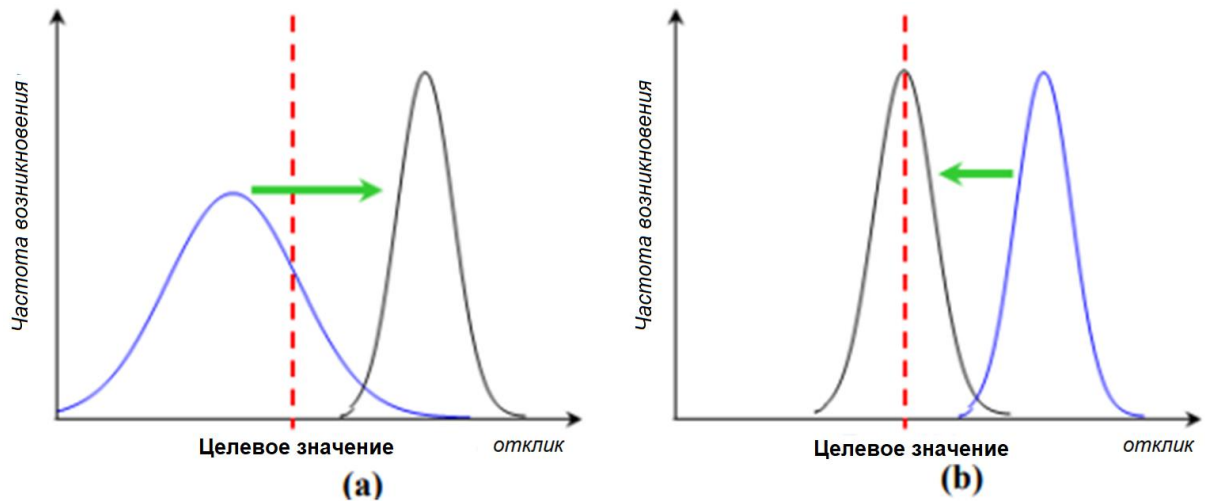 Частота возникновения
Целевое значение
отклик
(a)
Частота возникновения
Целевое значение
отклик
(b)